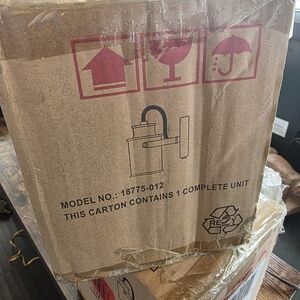 MODEL NO.: 18775-012
THIS CARTON CONTAINS 1 COMPLETE UNIT